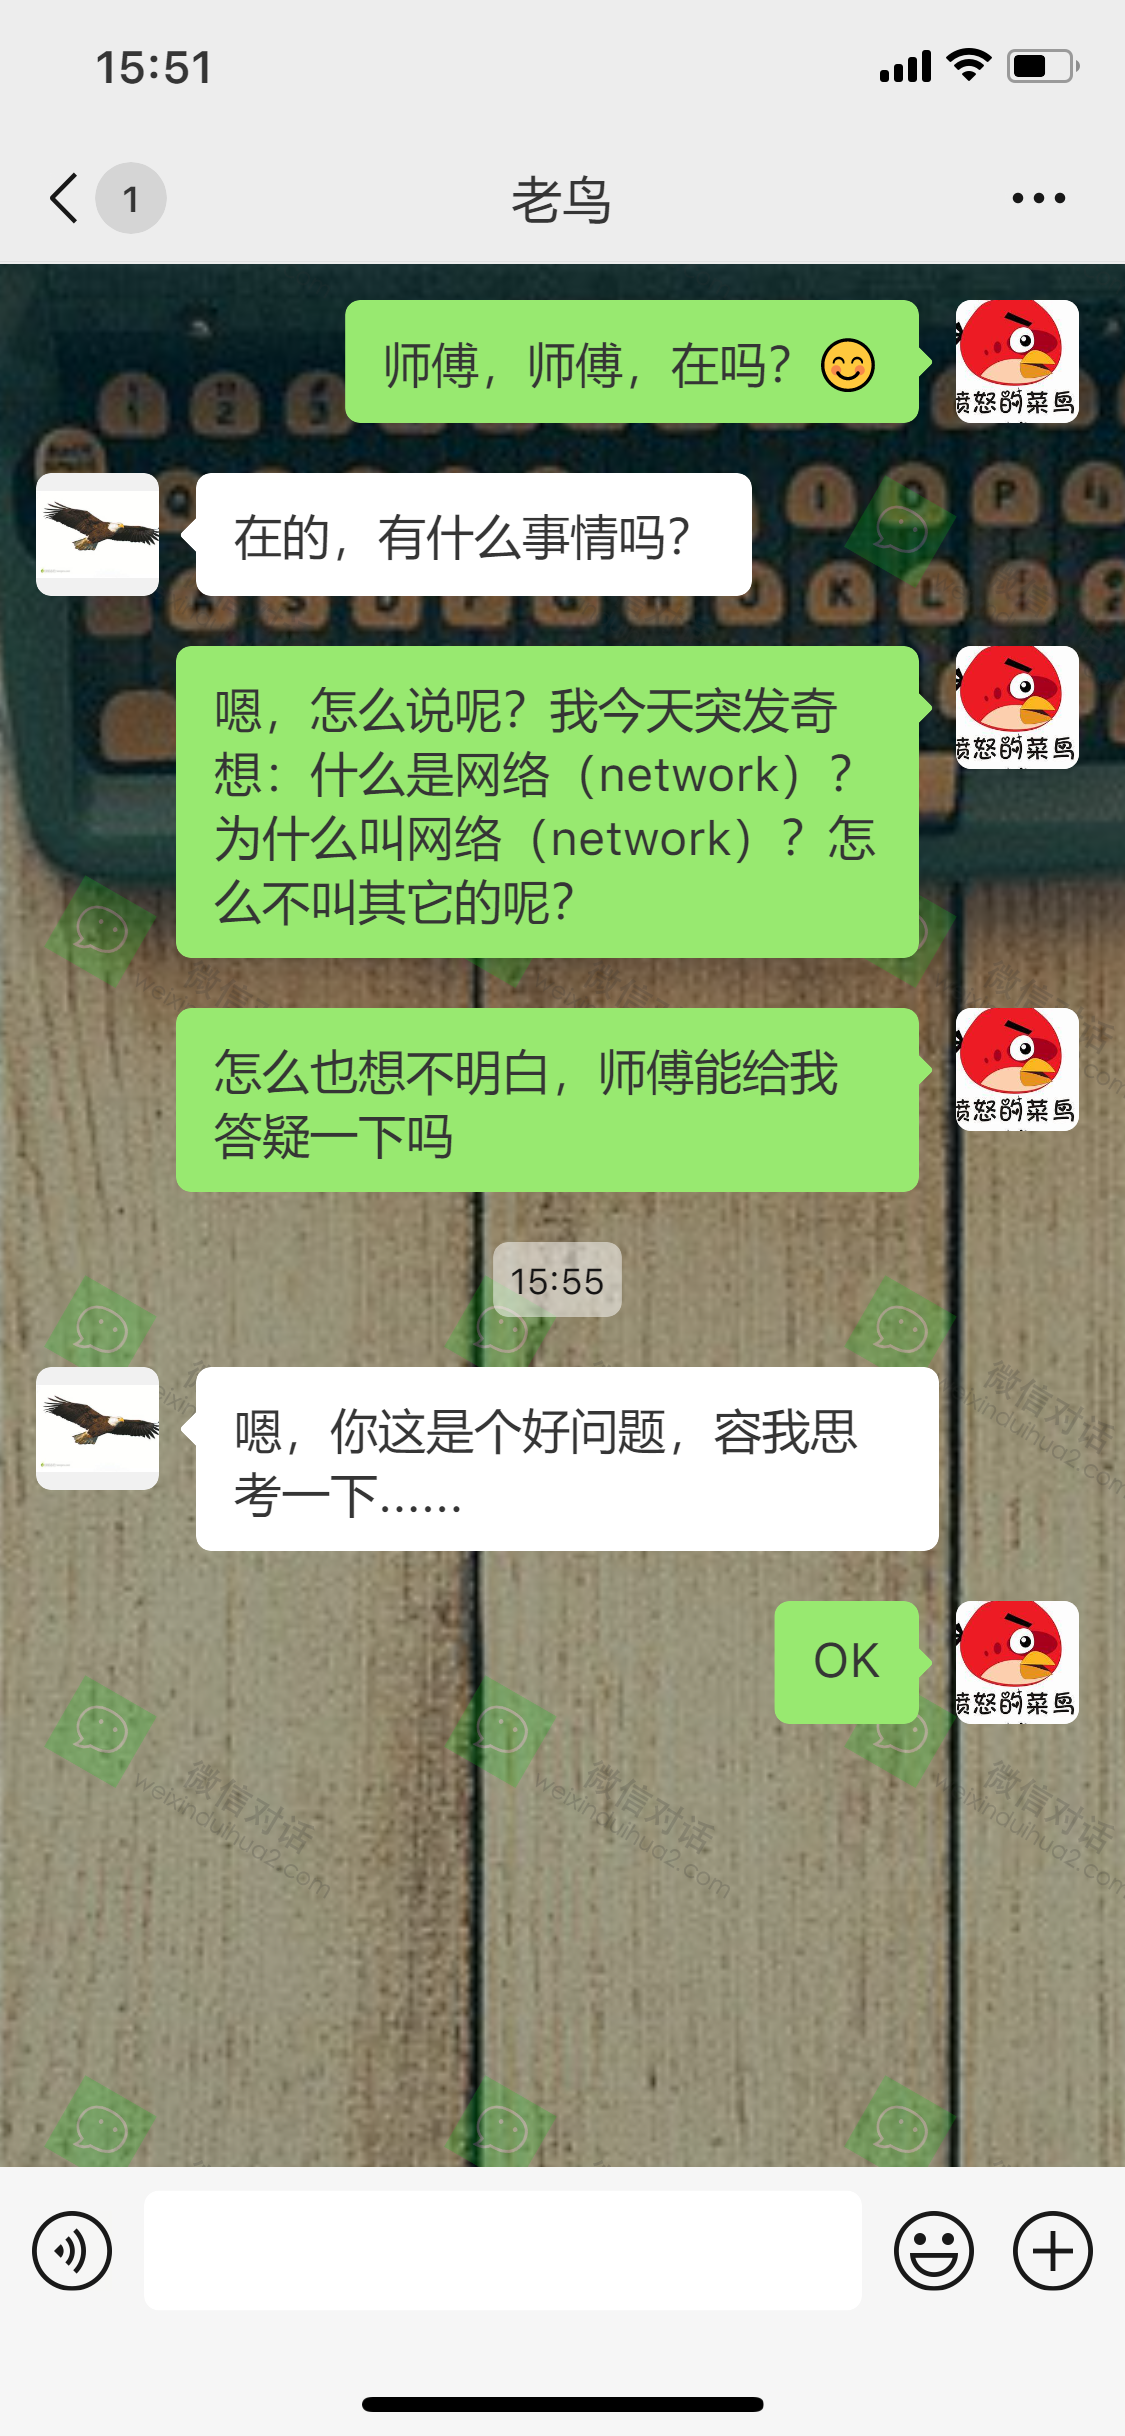 15:51
1
老鸟
师傅，师傅，在吗？😊
愤怒的菜鸟
在的，有什么事情吗？
嗯，怎么说呢？我今天突发奇
想：什么是网络（network）？
为什么叫网络（network）？怎
么不叫其它的呢？
愤怒的菜鸟
怎么也想不明白，师傅能给我
答疑一下吗
愤怒的菜鸟
15:55
嗯，你这是个好问题，容我思
考一下......
OK
愤怒的菜鸟
微信对话
weixinduihua2.com
微信对话
weixinduihua2.com
微信对话
weixinduihua2.com
微信对话
weixinduihua2.com